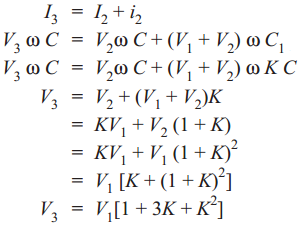 I₃ = I₂ + i₂
V₃ ω C = V₂ω C + (V₁ + V₂) ω C₁
V₃ ω C = V₂ω C + (V₁ + V₂) ω K C
V₃ = V₂ + (V₁ + V₂)K
= KV₁ + V₂ (1 + K)
= KV₁ + V₁ (1 + K)²
= V₁ [K + (1 + K)²]
V₃ = V₁[1 + 3K + K²]